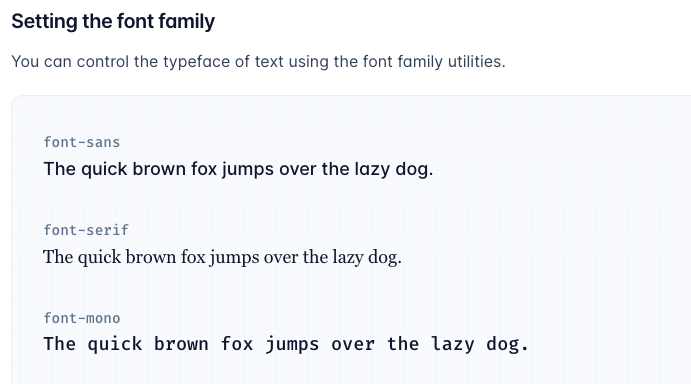 Setting the font family
You can control the typeface of text using the font family utilities.
font-sans
The quick brown fox jumps over the lazy dog.
font-serif
The quick brown fox jumps over the lazy dog.
font-mono
The quick brown fox jumps over the lazy dog.